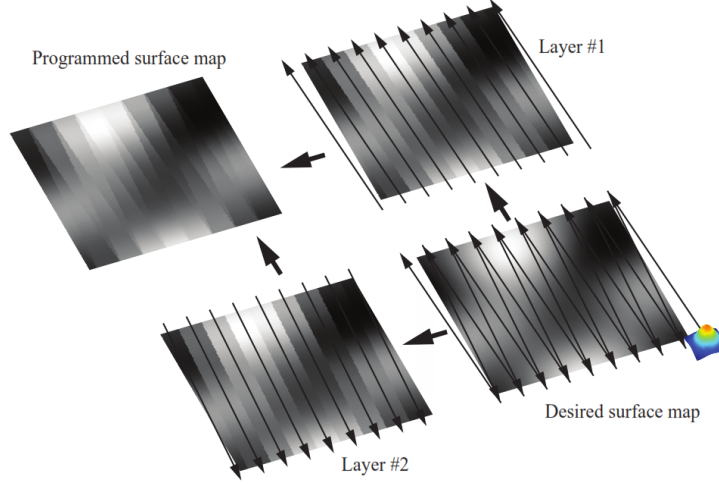 Programmed surface map
Layer #1
Desired surface map
Layer #2